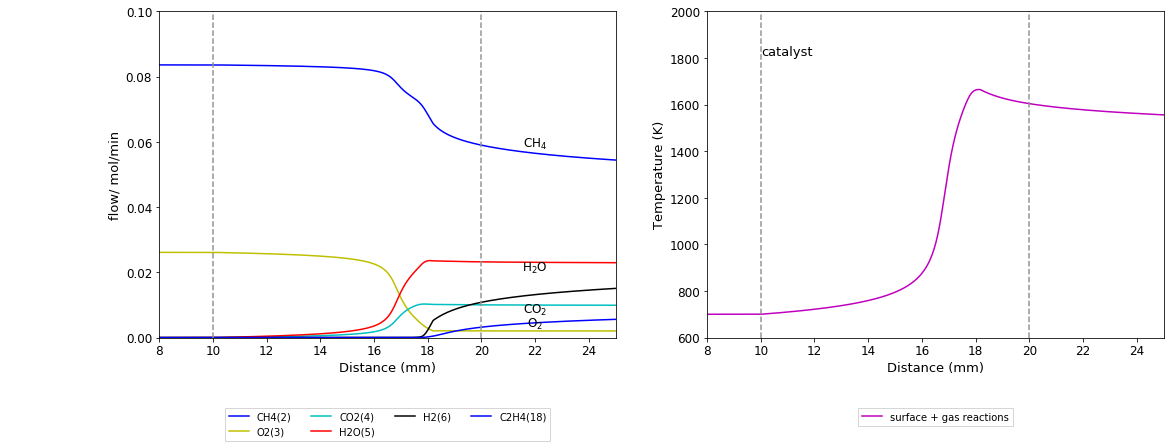 0.10
0.08
0.06
0.04
0.02
0.00
flow/ mol/min
CH4
H2O
CO2
O2
8 10 12 14 16 18 20 22 24
Distance (mm)
CH4(2) CO2(4) H2(6) C2H4(18)
O2(3) H2O(5)
2000
1800
1600
1400
1200
1000
800
600
Temperature (K)
catalyst
8 10 12 14 16 18 20 22 24
Distance (mm)
surface + gas reactions